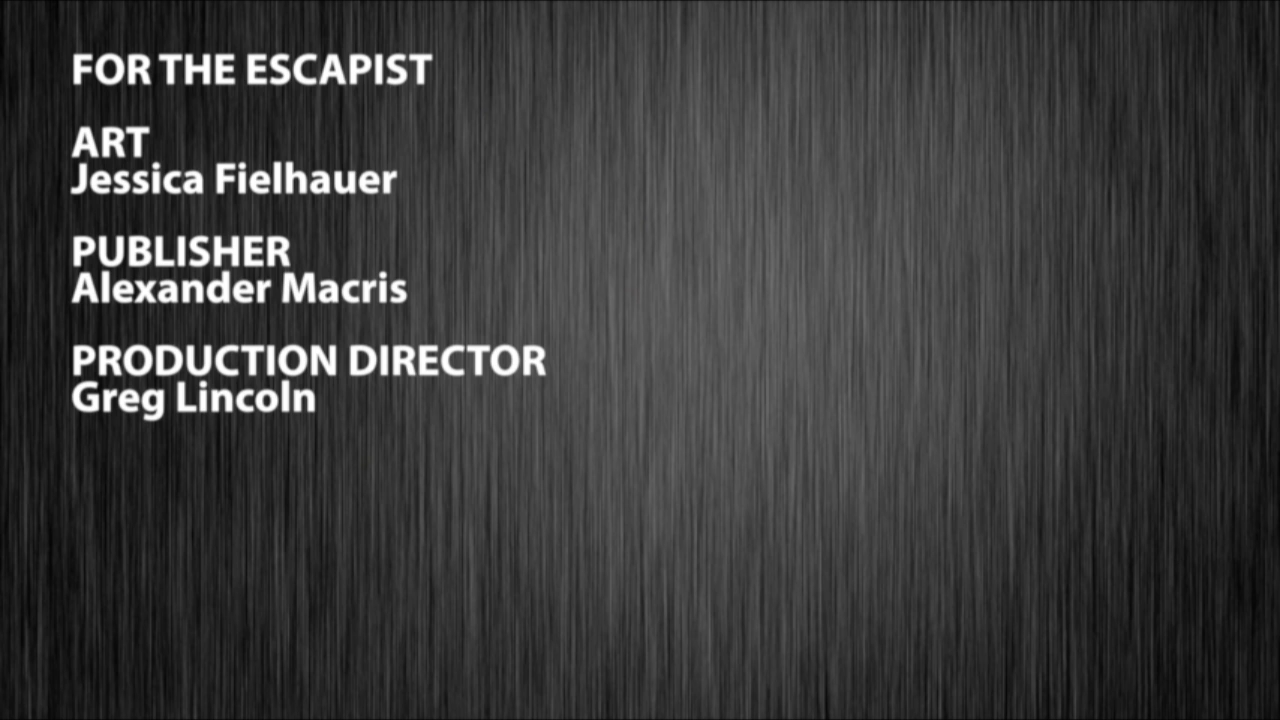 FOR THE ESCAPIST
ART
Jessica Fielhauer
PUBLISHER
Alexander Macris
PRODUCTION DIRECTOR
Greg Lincoln